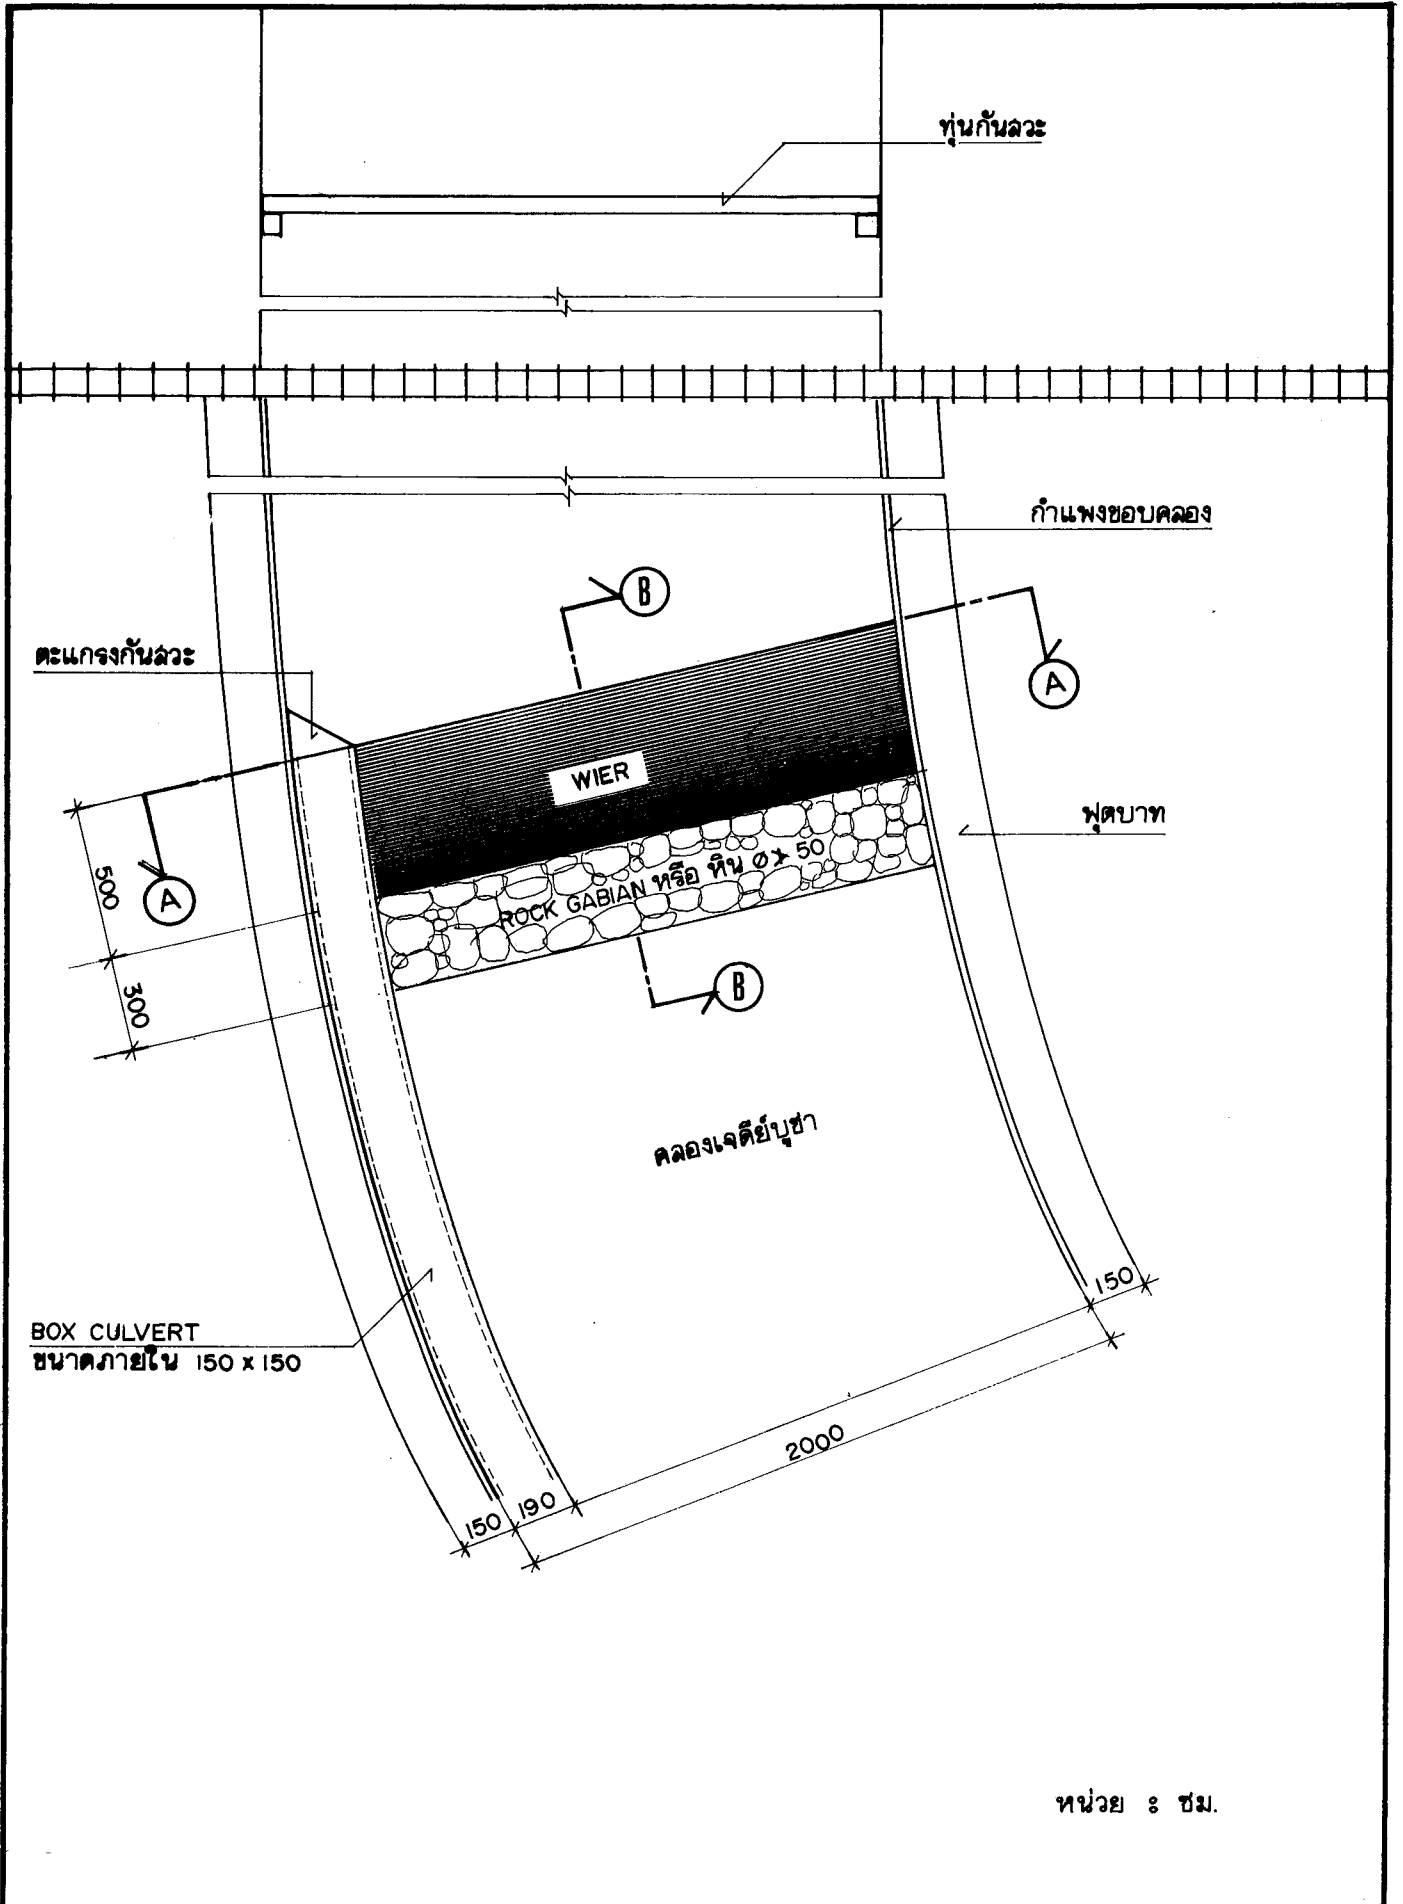 ทุ่นกันสวะ
กำแพงขอบคลอง
B
ตะแกรงกันสวะ
A
WIER
ฟุตบาท
ROCK GABIAN หรือ หิน Ø ≯ 50
500
A
B
300
คลองเจดีย์บูชา
150
BOX CULVERT
ขนาดภายใน 150 x 150
2000
190
150
หน่วย : ซม.